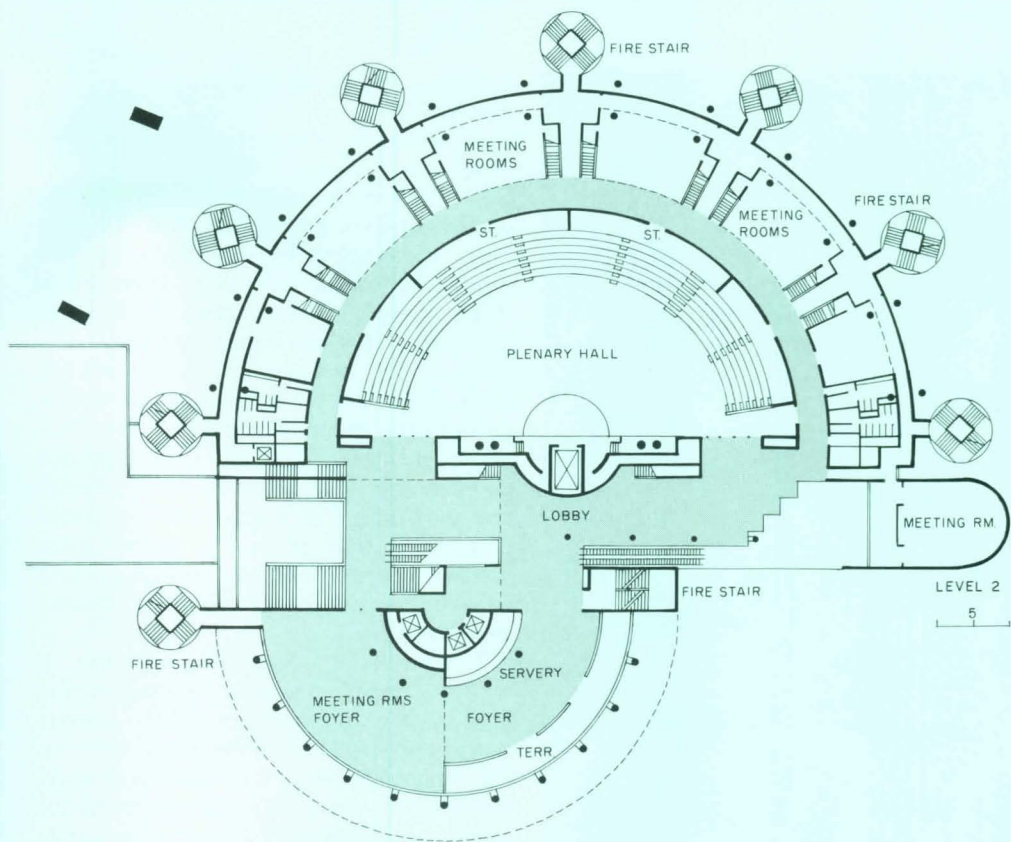 FIRE STAIR
MEETING
ROOMS
FIRE STAIR
MEETING
ROOMS
ST.
ST.
PLENARY HALL
LOBBY
MEETING RM.
LEVEL 2
5
FIRE STAIR
FIRE STAIR
SERVERY
MEETING RMS
FOYER
FOYER
TERR